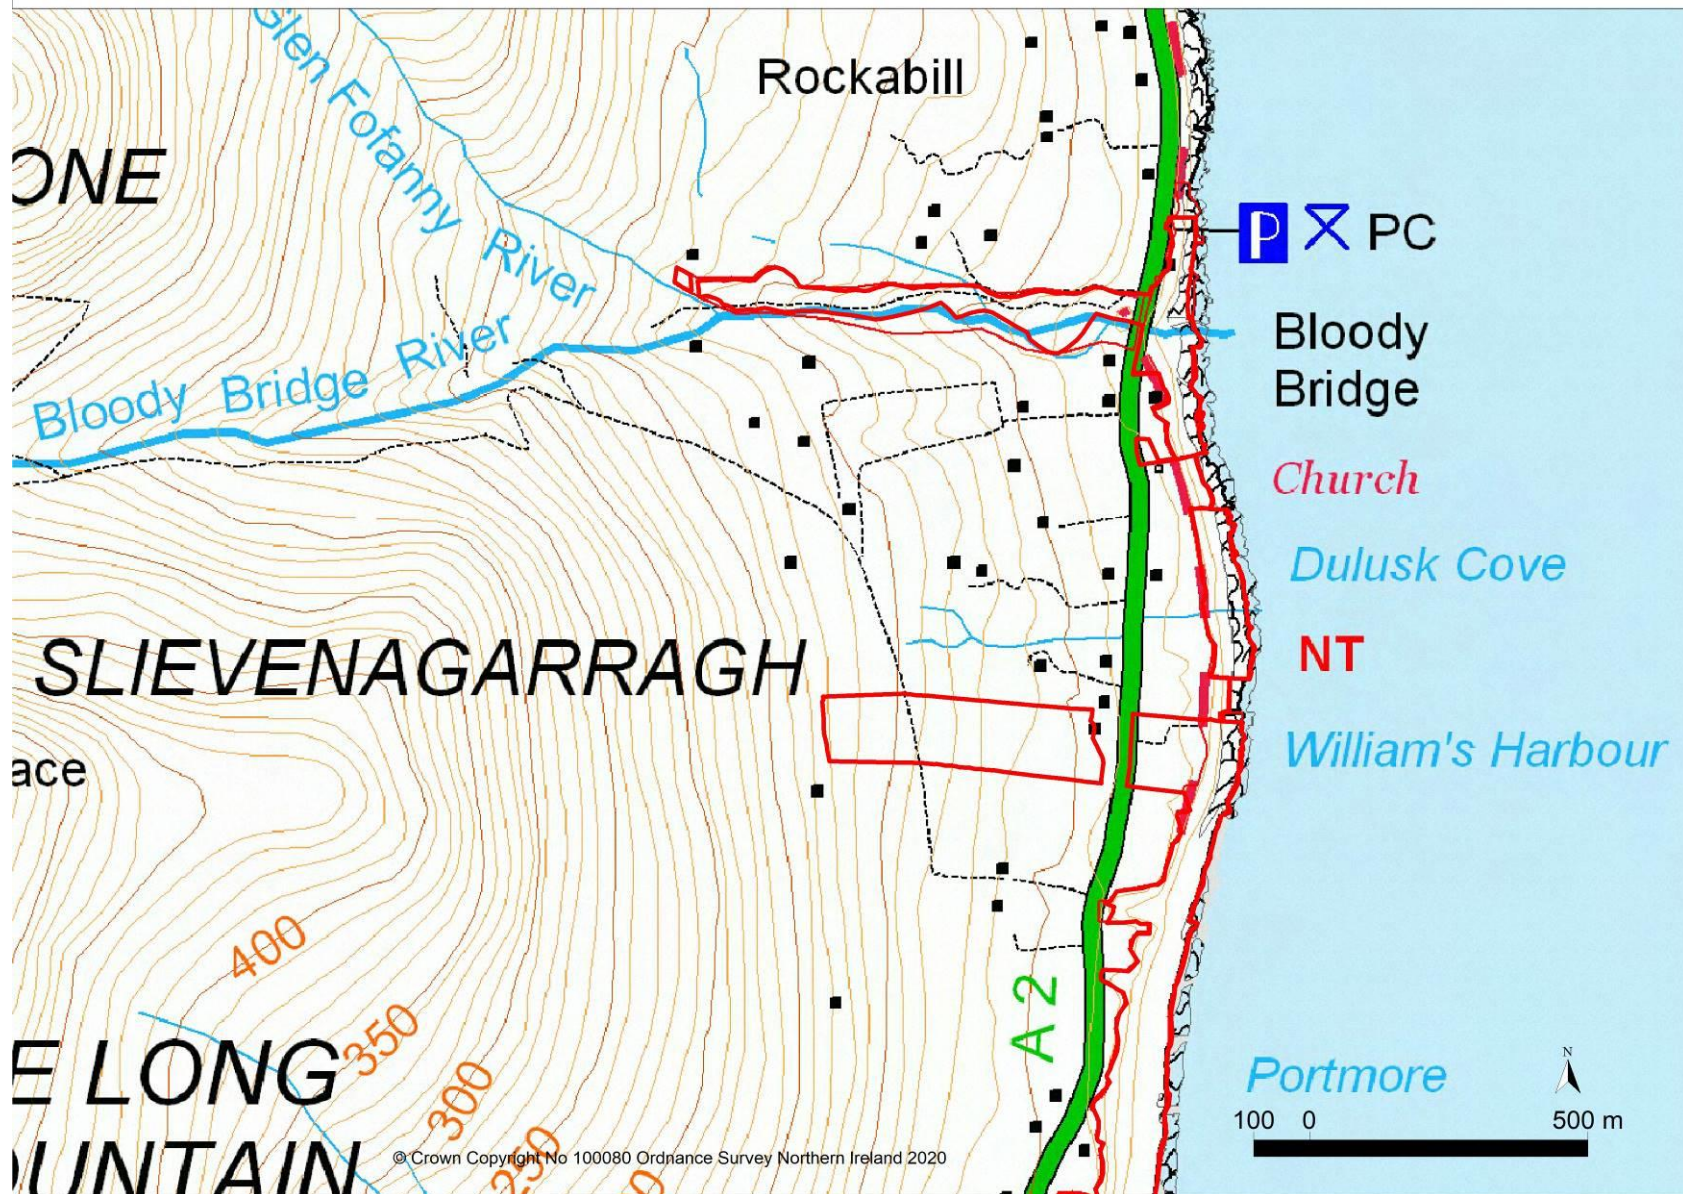 Glen Fofanny River
Rockabill
ONE
P PC
Bloody Bridge River
Bloody
Bridge
Church
Dulusk Cove
SLIEVENAGARRAGH
NT
William's Harbour
ace
400
350
300
250
0
A 2
E LONG
UNTAIN
Portmore
N
100 0 500 m
© Crown Copyright No 100080 Ordnance Survey Northern Ireland 2020